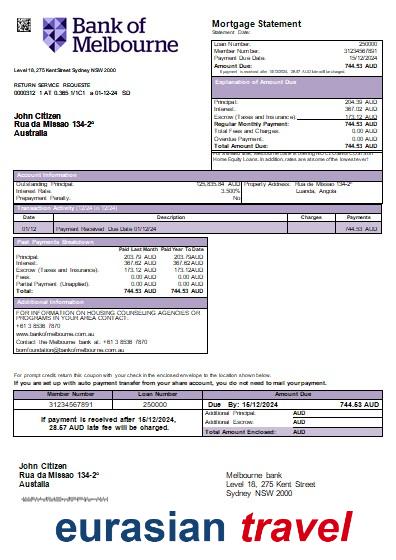 Bank of
Melbourne
Mortgage Statement
Statement Date:
Loan Number: 250000
Member Number: 31234567891
Payment Due Date: 15/12/2024
Amount Due: 744.53 AUD
If payment is received after 15/12/2024, 28.57 AUD late fee will be charged.
Level 18, 275 Kent Street Sydney NSW 2000
RETURN SERVICE REQUESTE
0000312 1 AT 0.365 1/1C1 a 01-12-24 SD
John Citizen
Rua da Missao 134-2º
Australia
Explanation of Amount Due
Principal: 204.39 AUD
Interest: 367.02 AUD
Escrow (Taxes and Insurance): 173.12 AUD
Regular Monthly Payment: 744.53 AUD
Total Fees and Charges: 0.00 AUD
Overdue Payment: 0.00 AUD
Total Amount Due: 744.53 AUD
Home Equity Loans. In addition, rates are at some of the lowest ever!
Account Information
Outstanding Principal: 125,835.84 AUD
Interest Rate: 3.500%
Prepayment Penalty: No
Property Address: Rua da Missao 134-2º
Luanda, Angola
Transaction Activity (12/24 to 12/24)
Date Description Charges Payments
01/12 Payment Received Due Date 01/12/24 744.53 AUD
Past Payments Breakdown
Paid Last Month Paid Year To Date
Principal: 203.79 AUD 203.79 AUD
Interest: 367.62 AUD 367.62 AUD
Escrow (Taxes and Insurance): 173.12 AUD 173.12AUD
Fees: 0.00 AUD 0.00 AUD
Partial Payment (Unapplied): 0.00 AUD 0.00 AUD
Total: 744.53 AUD 744.53 AUD
Additional Information
FOR INFORMATION ON HOUSING COUNSELING AGENCIES OR
PROGRAMS IN YOUR AREA CONTACT:
+61 3 8536 7870
www.bankofmelbourne.com.au
Contact the Melbourne bank at: +61 3 8536 7870
bomfoundation@bankofmelbourne.com.au
For prompt credit return this coupon with your check in the enclosed envelope to the location shown below.
If you are set up with auto payment transfer from your share account, you do not need to mail your payment.
Member Number Loan Number Amount Due
31234567891 250000 Due By: 15/12/2024 744.53 AUD
If payment is received after 15/12/2024,
28.57 AUD late fee will be charged.
Additional Principal: AUD
Additional Escrow: AUD
Total Amount Enclosed: AUD
John Citizen
Rua da Missao 134-2º
Australia
Melbourne bank
Level 18, 275 Kent Street
Sydney NSW 2000
eurasian travel